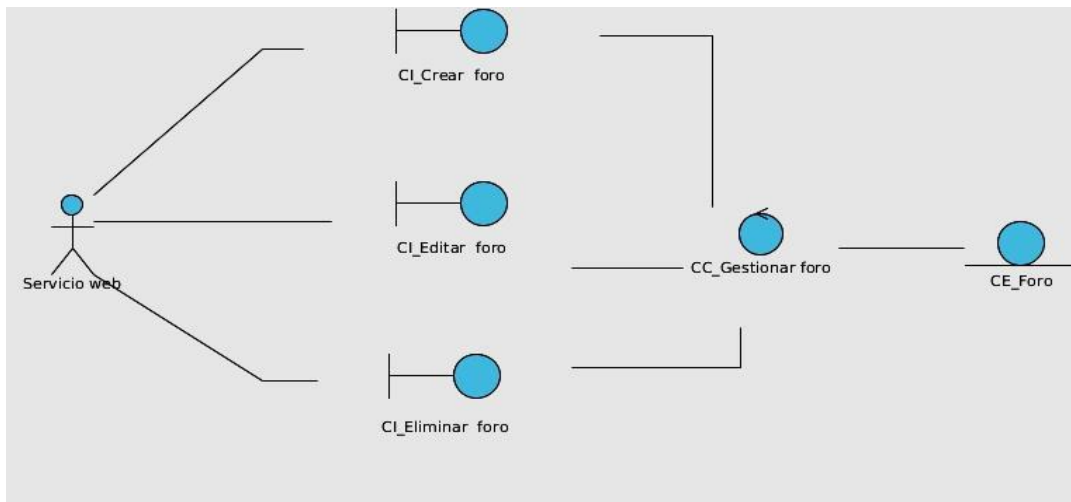 CI_Crear foro
CI_Editar foro
Servicio web
CC_Gestionar foro
CE_Foro
CI_Eliminar foro